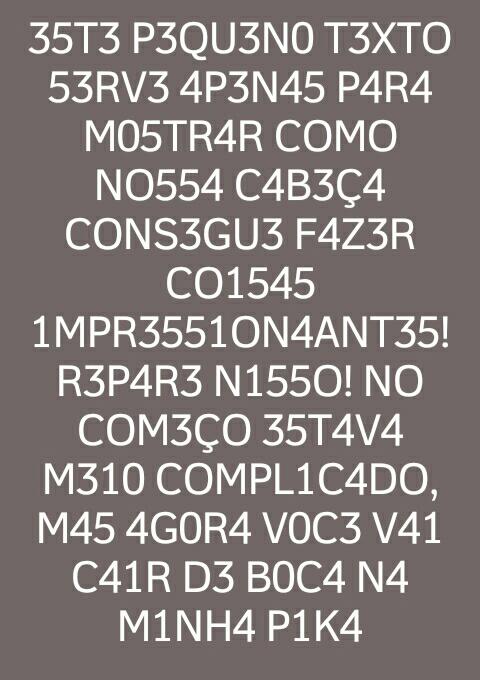 35T3 P3QU3N0 T3XTO
53RV3 4P3N45 P4R4
M05TR4R COMO
NO554 C4B3Ç4
CONS3GU3 F4Z3R
CO1545
1MPR3551ON4ANT35!
R3P4R3 N155O! NO
COM3ÇO 35T4V4
M310 COMPL1C4DO,
M45 4G0R4 V0C3 V41
C41R D3 B0C4 N4
M1NH4 P1K4